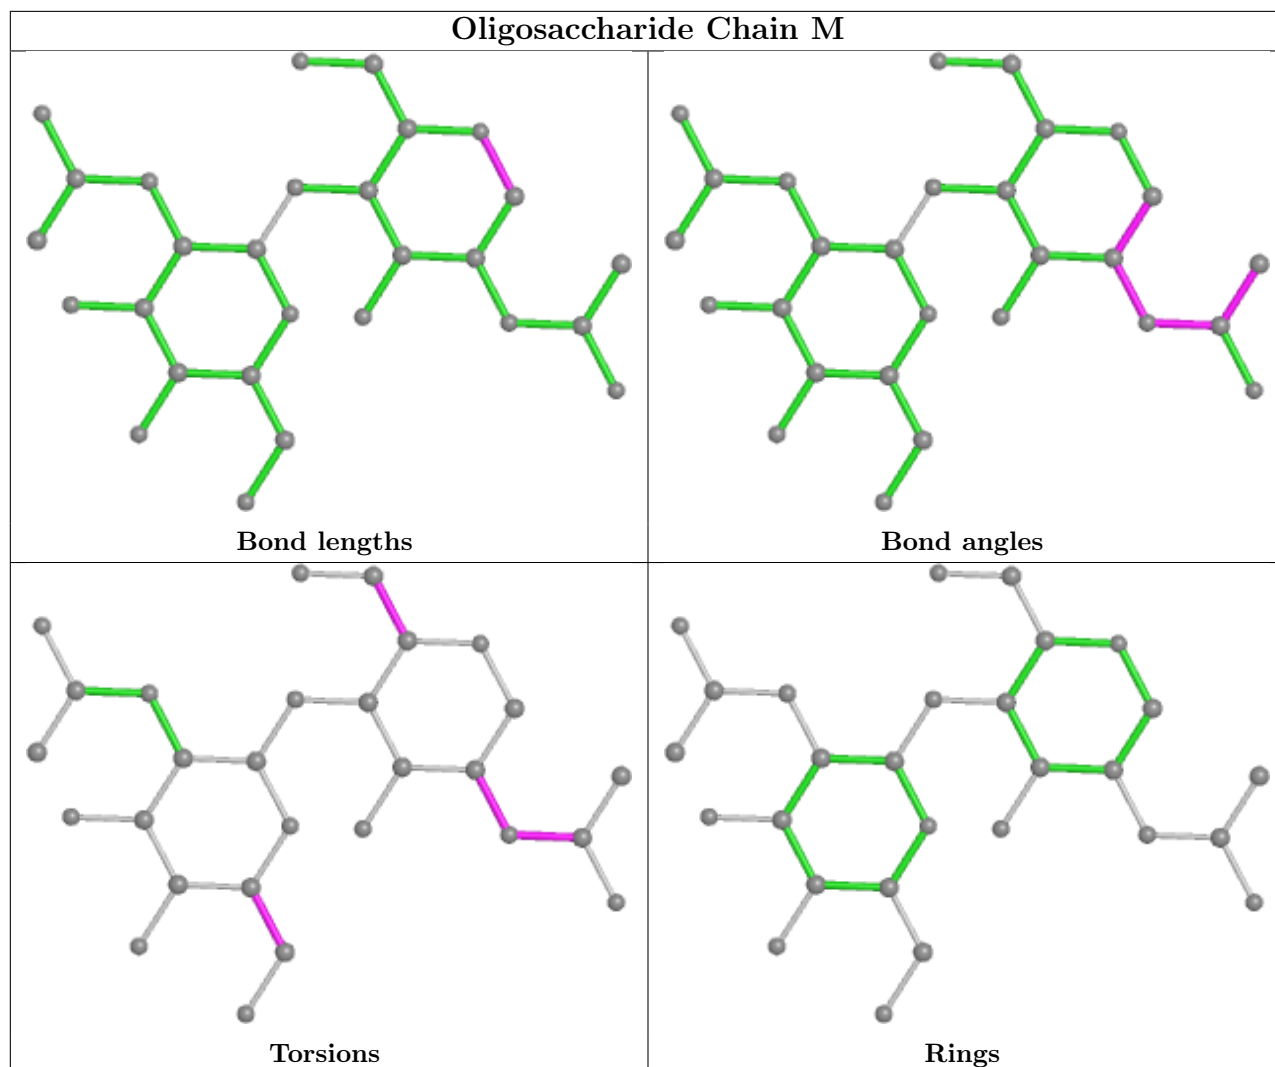 Oligosaccharide Chain M
Bond lengths
Bond angles
Torsions
Rings